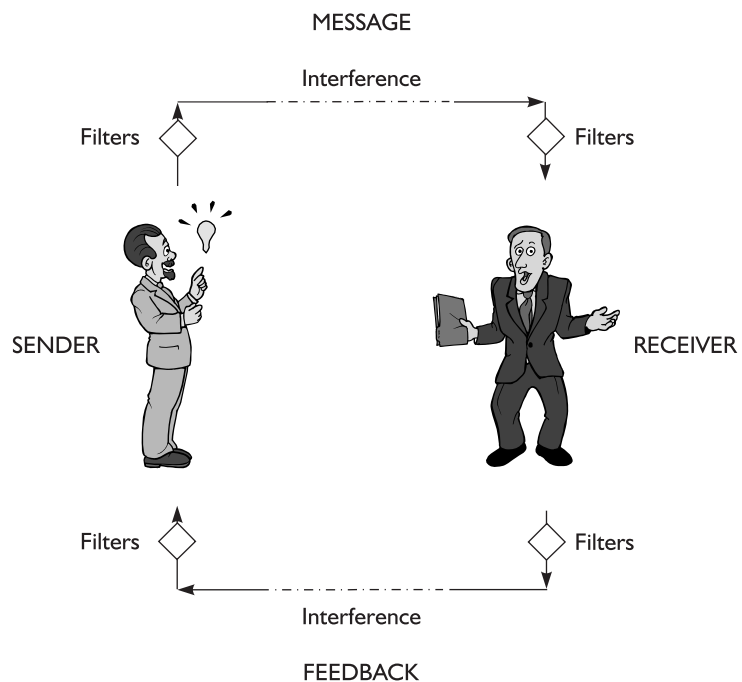 MESSAGE
Interference
Filters
Filters
SENDER
RECEIVER
Filters
Filters
Interference
FEEDBACK